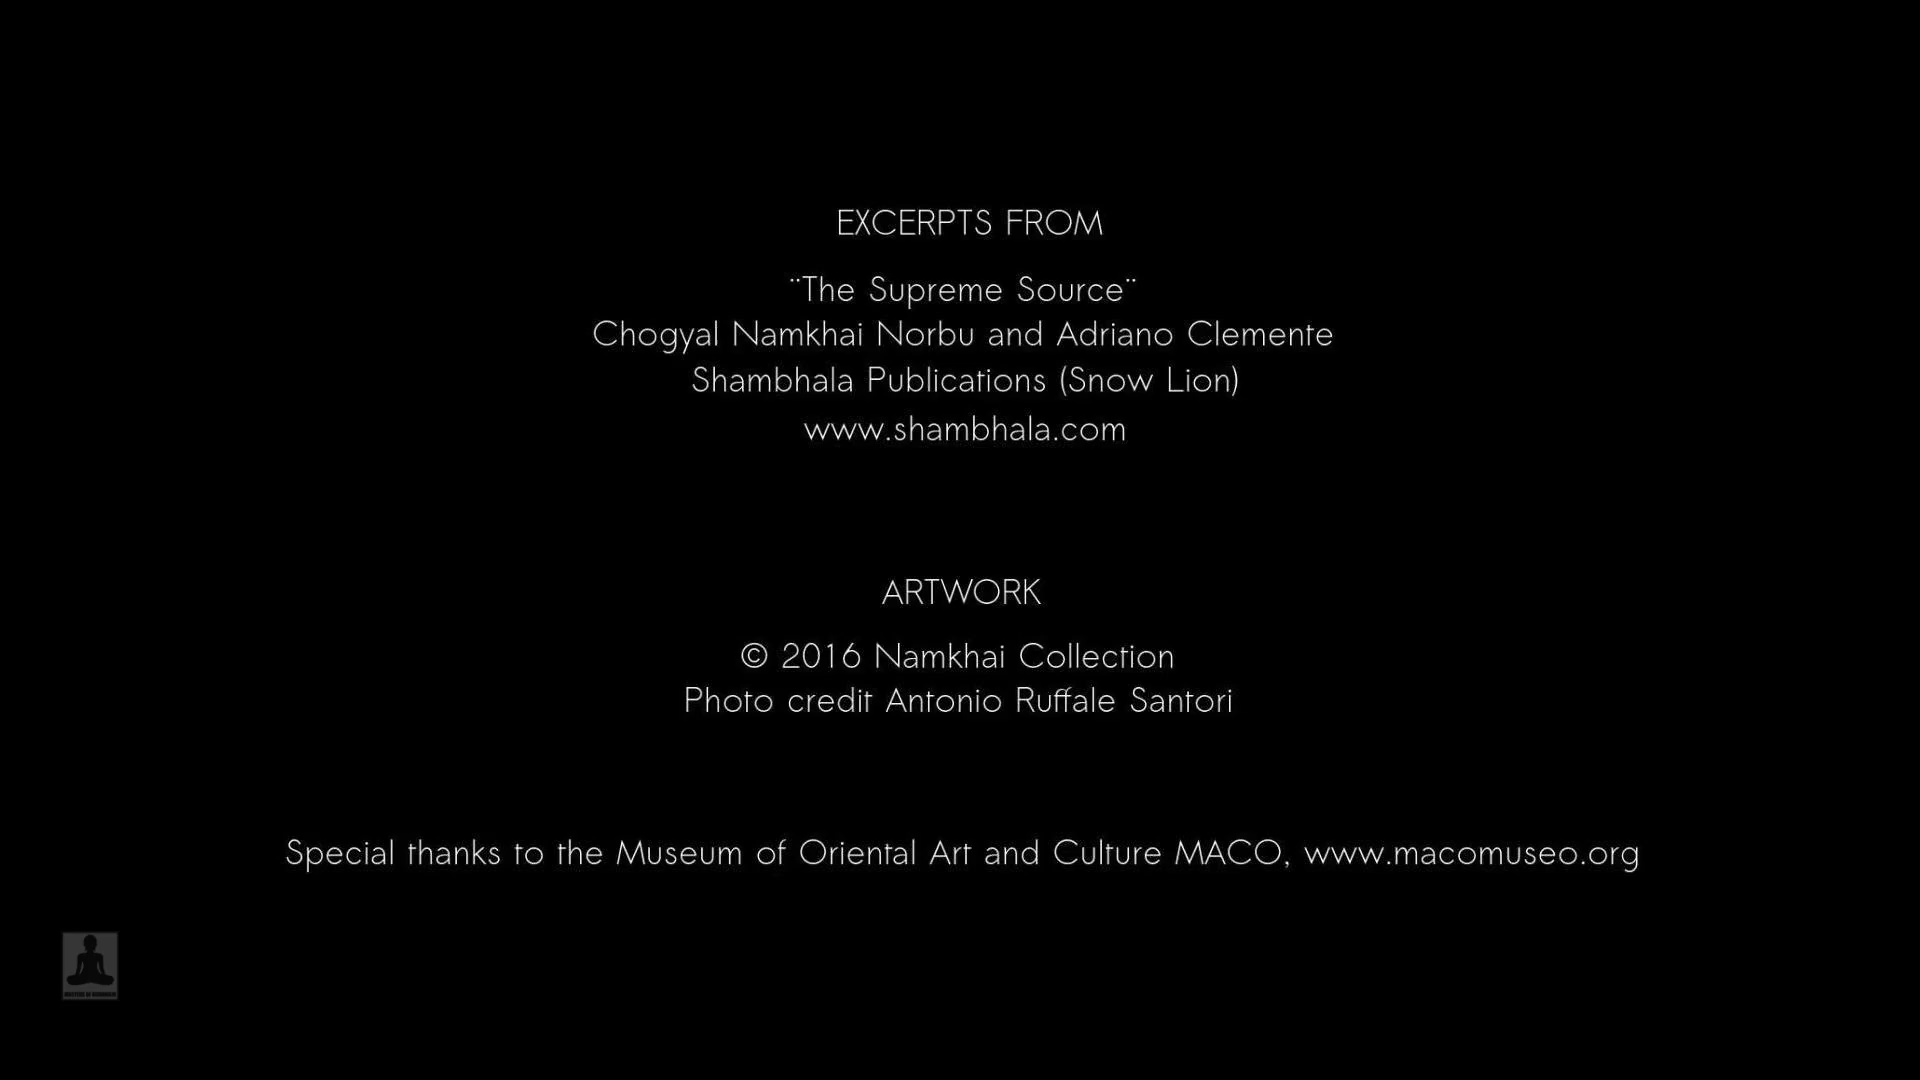 EXCERPTS FROM
¨The Supreme Source¨
Chogyal Namkhai Norbu and Adriano Clemente
Shambhala Publications (Snow Lion)
www.shambhala.com
ARTWORK
© 2016 Namkhai Collection
Photo credit Antonio Ruffale Santori
Special thanks to the Museum of Oriental Art and Culture MACO, www.macomuseo.org